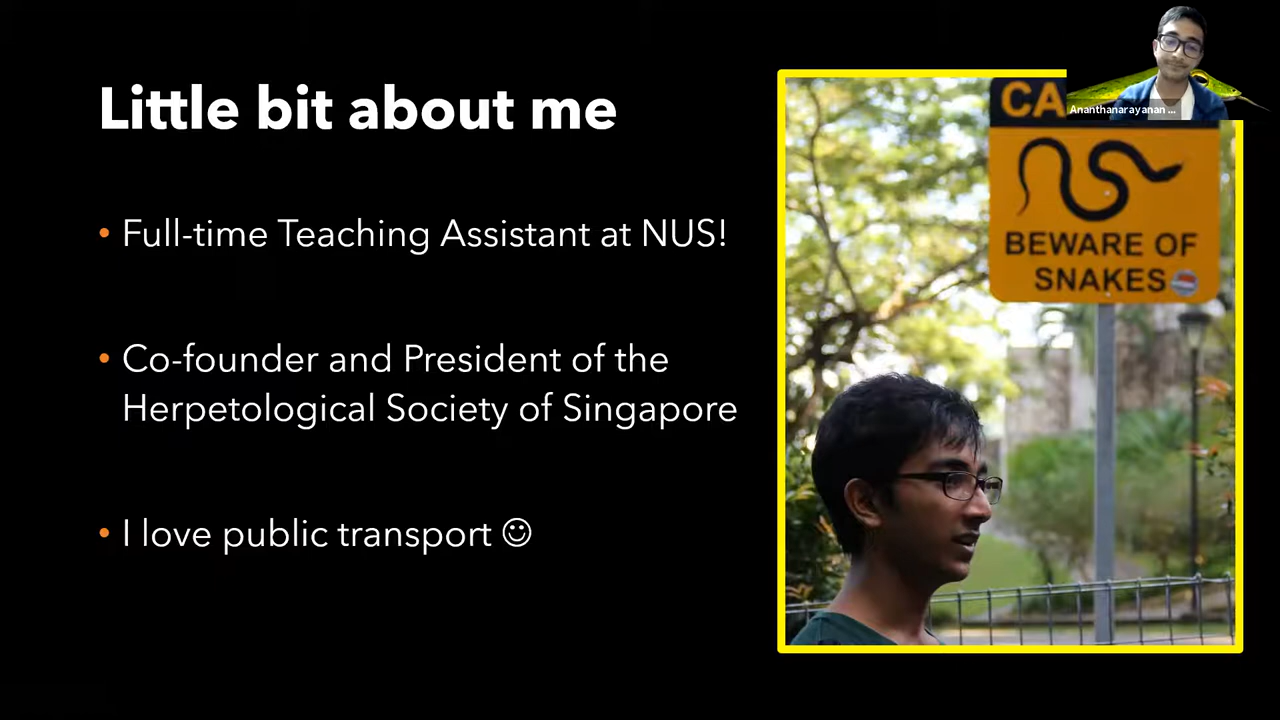 Little bit about me
• Full-time Teaching Assistant at NUS!
• Co-founder and President of the
Herpetological Society of Singapore
• I love public transport ☺
CA
BEWARE OF
SNAKES
Ananthanarayanan ...